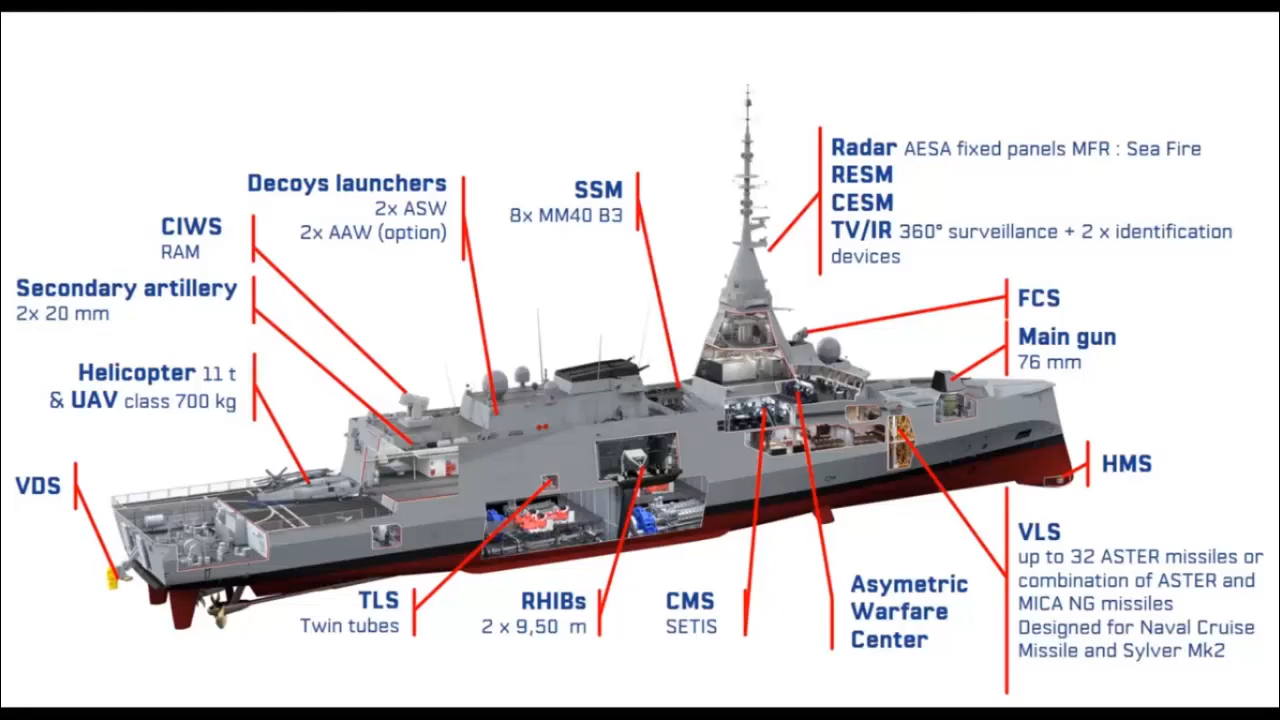 Radar AESA fixed panels MFR : Sea Fire
RESM
CESM
TV/IR 360° surveillance + 2 x identification
devices
Decoys launchers
2x ASW
2x AAW (option)
SSM
8x MM40 B3
CIWS
RAM
Secondary artillery
2x 20 mm
Helicopter 11 t
& UAV class 700 kg
VDS
FCS
Main gun
76 mm
HMS
VLS
up to 32 ASTER missiles or
combination of ASTER and
MICA NG missiles
Designed for Naval Cruise
Missile and Sylver Mk2
TLS
Twin tubes
RHIBs
2 x 9,50 m
CMS
SETIS
Asymetric
Warfare
Center